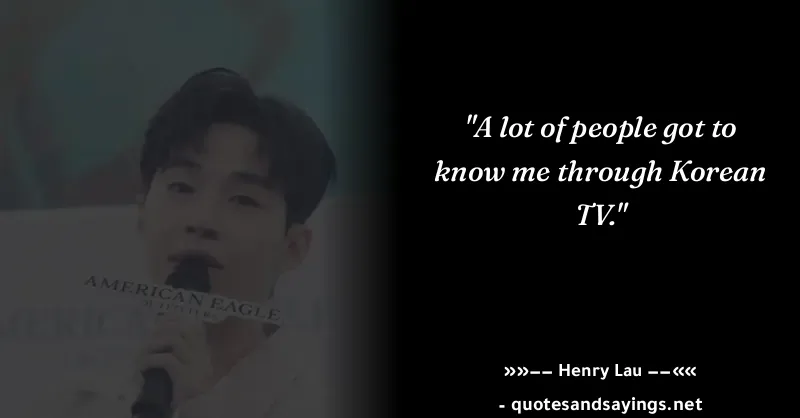 "A lot of people got to
know me through Korean
TV."
AMERICAN EAGLE
»»−− Henry Lau −−««
- quotesandsayings.net